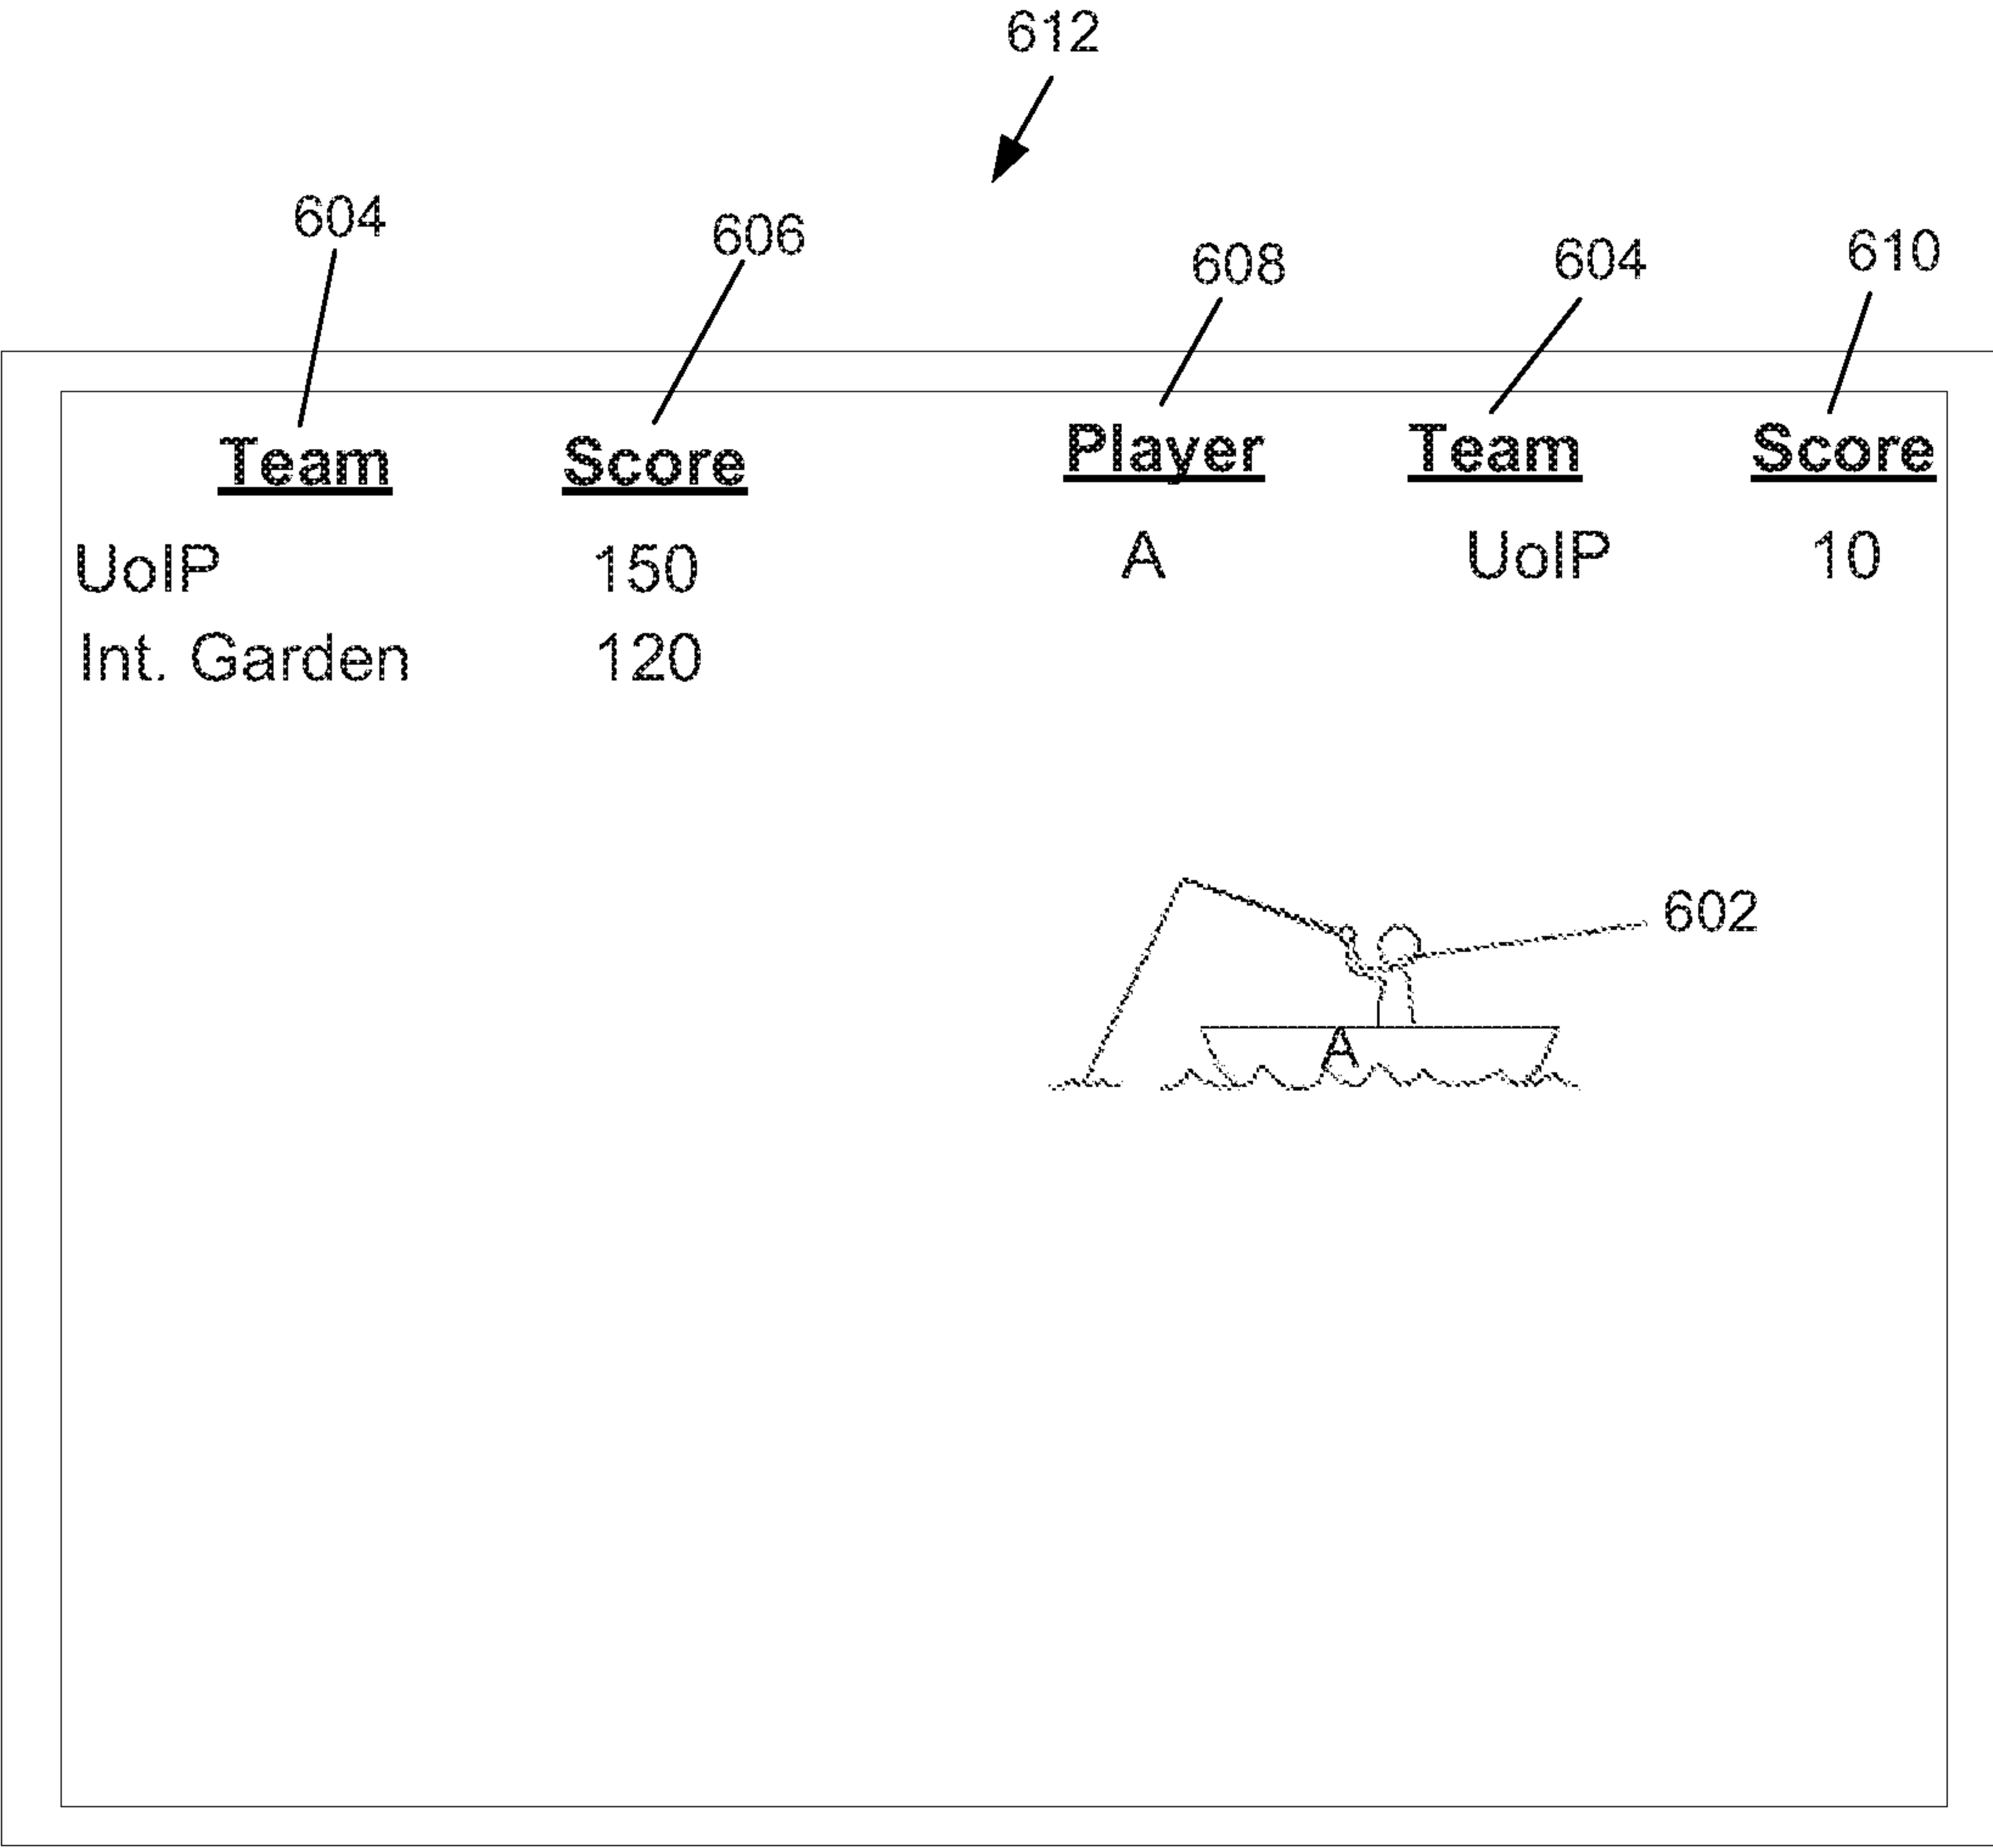 612
604 606 608 604 610
Team Score Player Team Score
UoIP 150 A UoIP 10
Int. Garden 120
602
A